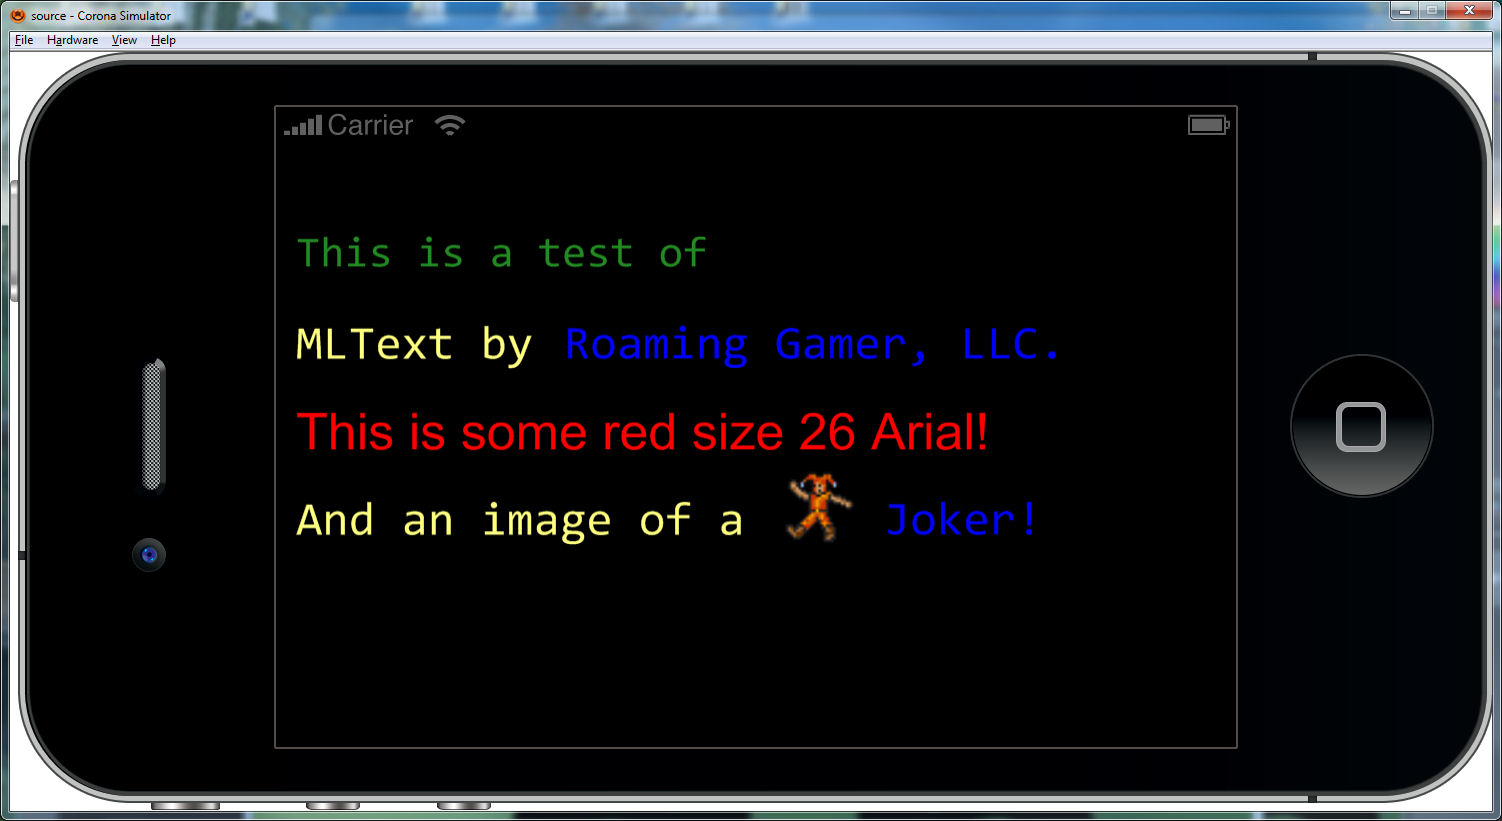 source - Corona Simulator
File Hardware View Help
Carrier
This is a test of
MLText by Roaming Gamer, LLC.
This is some red size 26 Arial!
And an image of a Joker!